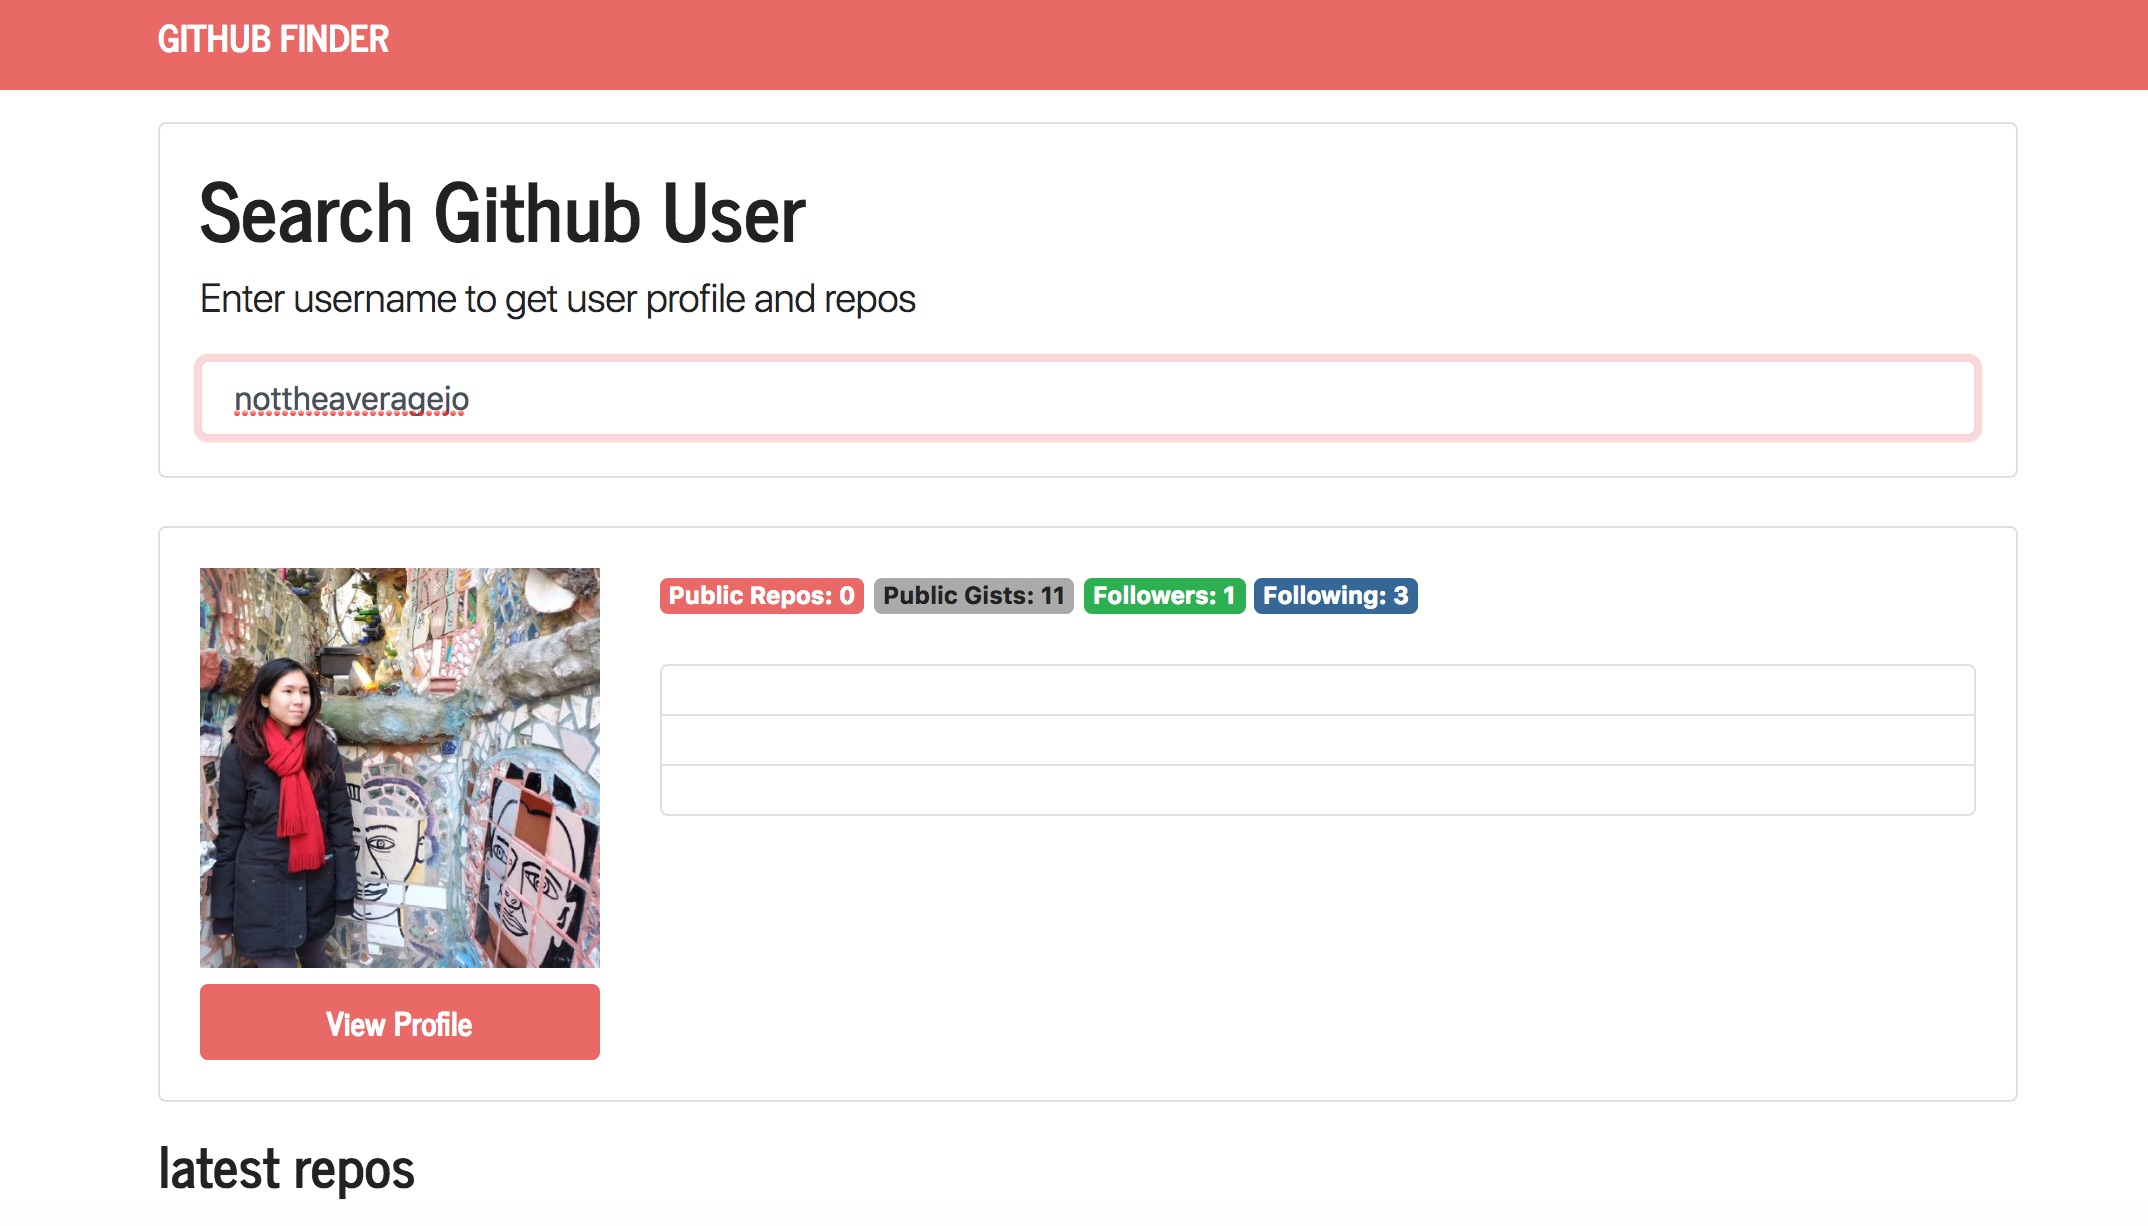 GITHUB FINDER
Search Github User
Enter username to get user profile and repos
nottheaveragejo
Public Repos: 0 Public Gists: 11 Followers: 1 Following: 3
View Profile
latest repos